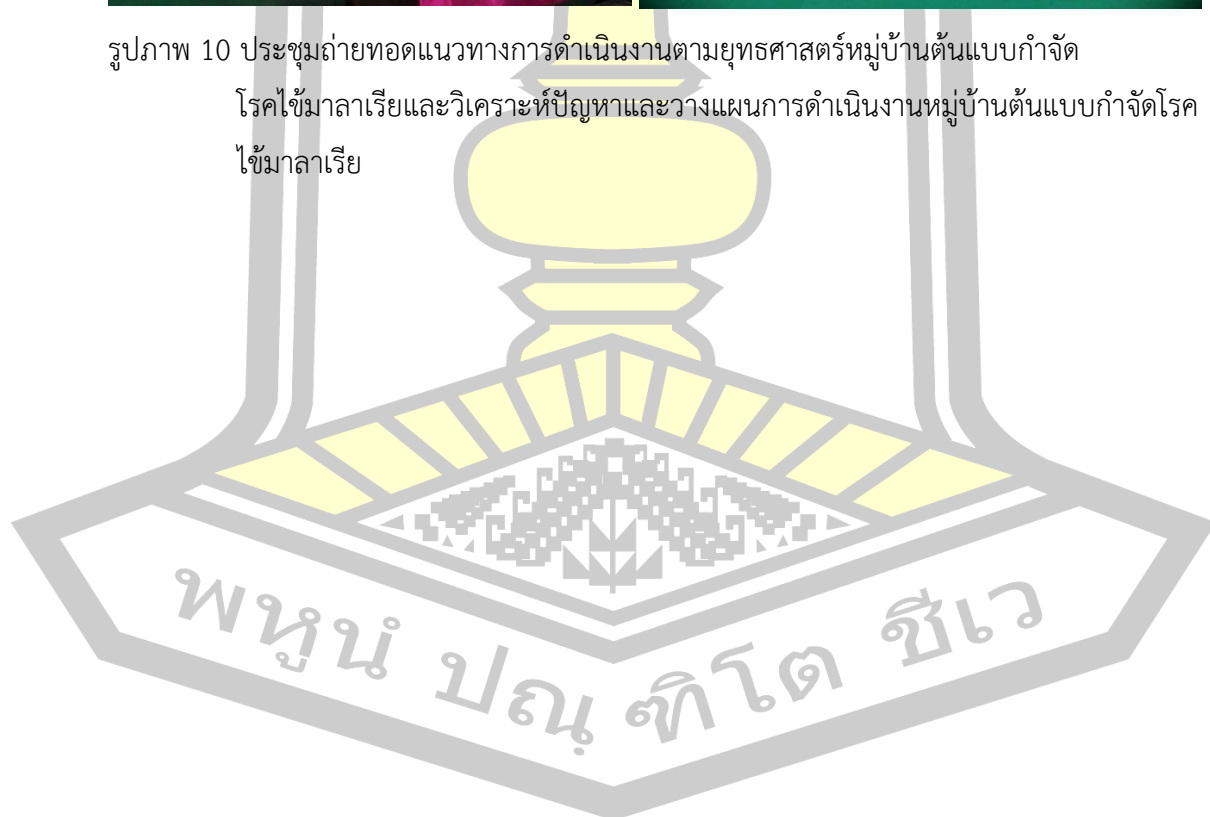 รูปภาพ 10 ประชุมถ่ายทอดแนวทางการดำเนินงานตามยุทธศาสตร์หมู่บ้านต้นแบบกำจัด
โรคไข้มาลาเรียและวิเคราะห์ปัญหาและวางแผนการดำเนินงานหมู่บ้านต้นแบบกำจัดโรค
ไข้มาลาเรีย
พหูนํ ปณฺฑิโต ชีเว